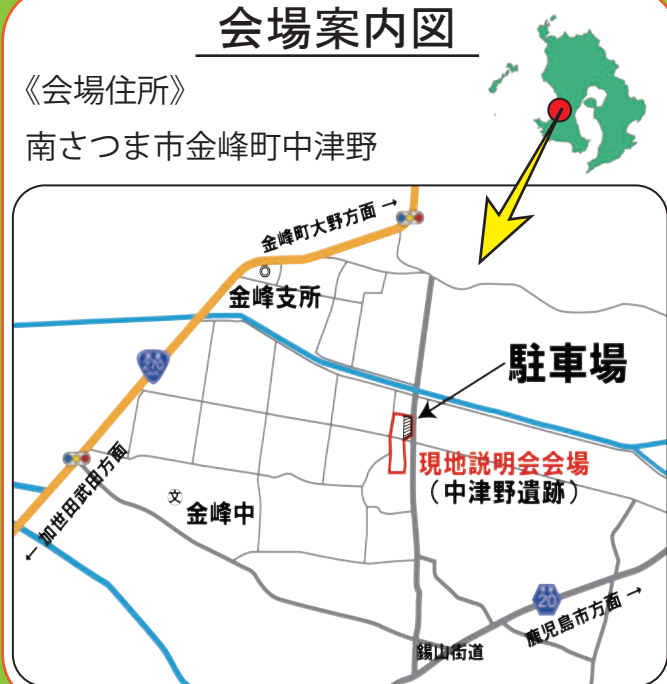 会場案内図
《会場住所》
南さつま市金峰町中津野
金峰町大野方面 →
金峰支所
270
駐車場
現地説明会会場
(中津野遺跡)
← 加世田武田方面
文
金峰中
20
鹿児島市方面 →
錫山街道